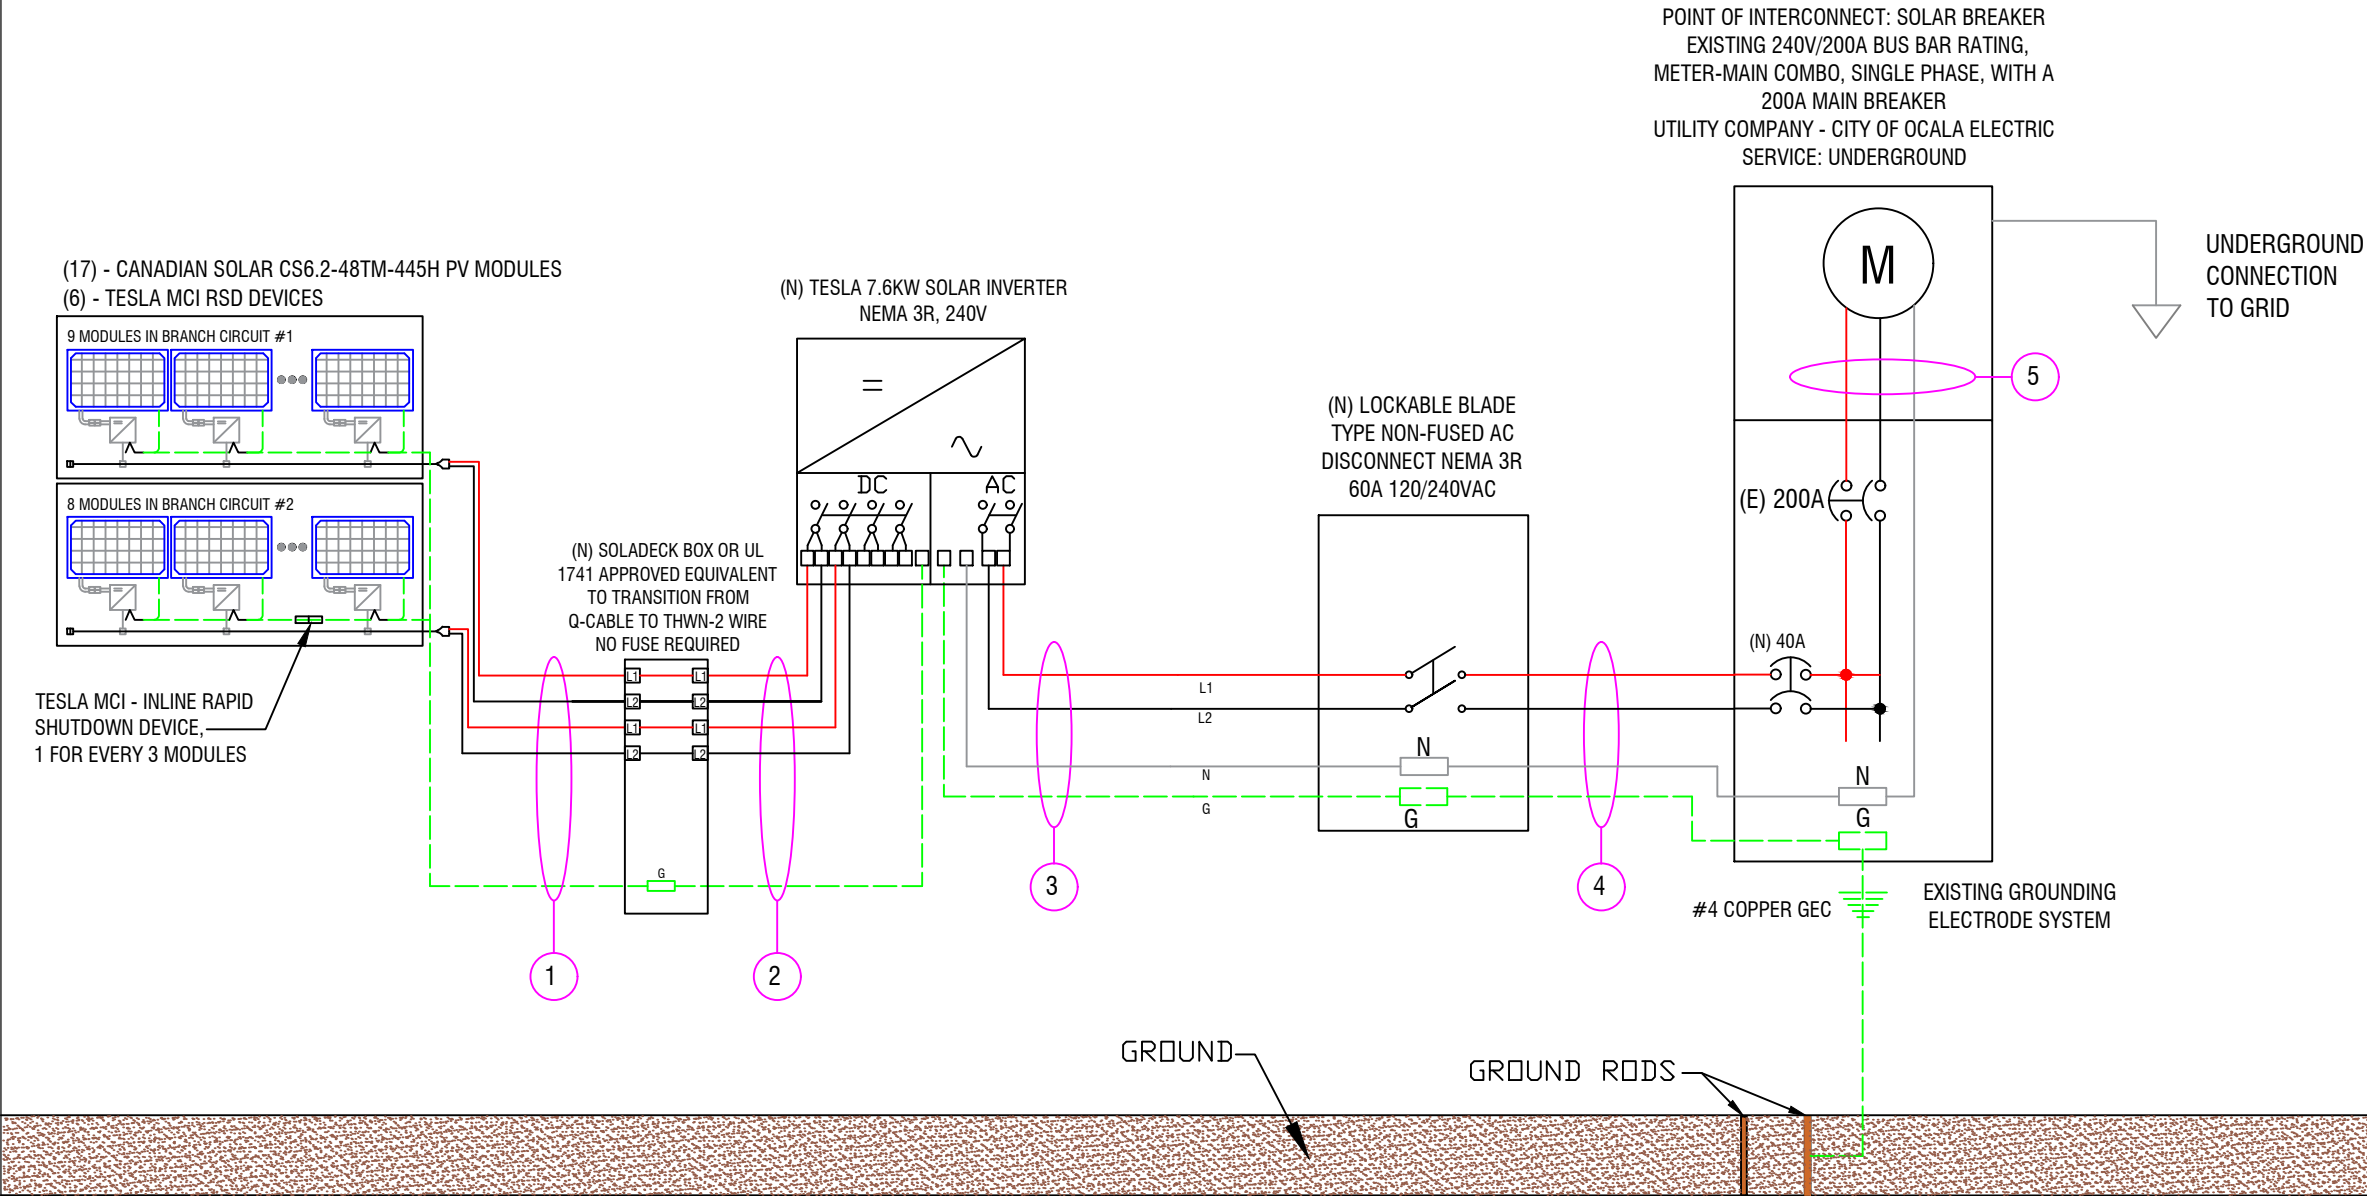 POINT OF INTERCONNECT: SOLAR BREAKER
EXISTING 240V/200A BUS BAR RATING,
METER-MAIN COMBO, SINGLE PHASE, WITH A
200A MAIN BREAKER
UTILITY COMPANY - CITY OF OCALA ELECTRIC
SERVICE: UNDERGROUND
M
UNDERGROUND
CONNECTION
TO GRID
5
(E) 200A
(N) 40A
N
G
#4 COPPER GEC
EXISTING GROUNDING
ELECTRODE SYSTEM
(17) - CANADIAN SOLAR CS6.2-48TM-445H PV MODULES
(6) - TESLA MCI RSD DEVICES
9 MODULES IN BRANCH CIRCUIT #1
8 MODULES IN BRANCH CIRCUIT #2
TESLA MCI - INLINE RAPID
SHUTDOWN DEVICE,
1 FOR EVERY 3 MODULES
(N) SOLADECK BOX OR UL
1741 APPROVED EQUIVALENT
TO TRANSITION FROM
Q-CABLE TO THWN-2 WIRE
NO FUSE REQUIRED
L1 L1
L2 L2
L1 L1
L2 L2
G
1
2
(N) TESLA 7.6KW SOLAR INVERTER
NEMA 3R, 240V
DC
AC
L1
L2
N
G
3
(N) LOCKABLE BLADE
TYPE NON-FUSED AC
DISCONNECT NEMA 3R
60A 120/240VAC
N
G
4
GROUND
GROUND RODS